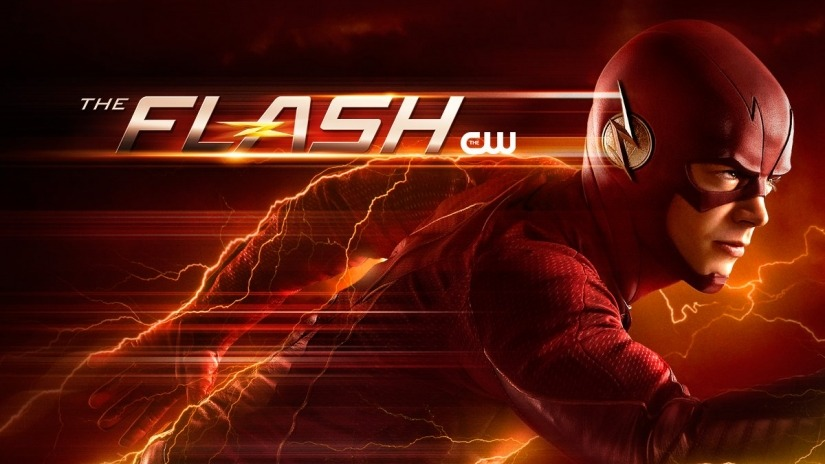 THE FLASH
THE CW